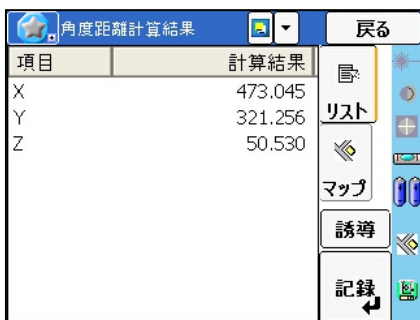 角度距離計算結果
戻る
項目 計算結果
X 473.045
Y 321.256
Z 50.530
リスト
マップ
誘導
記録